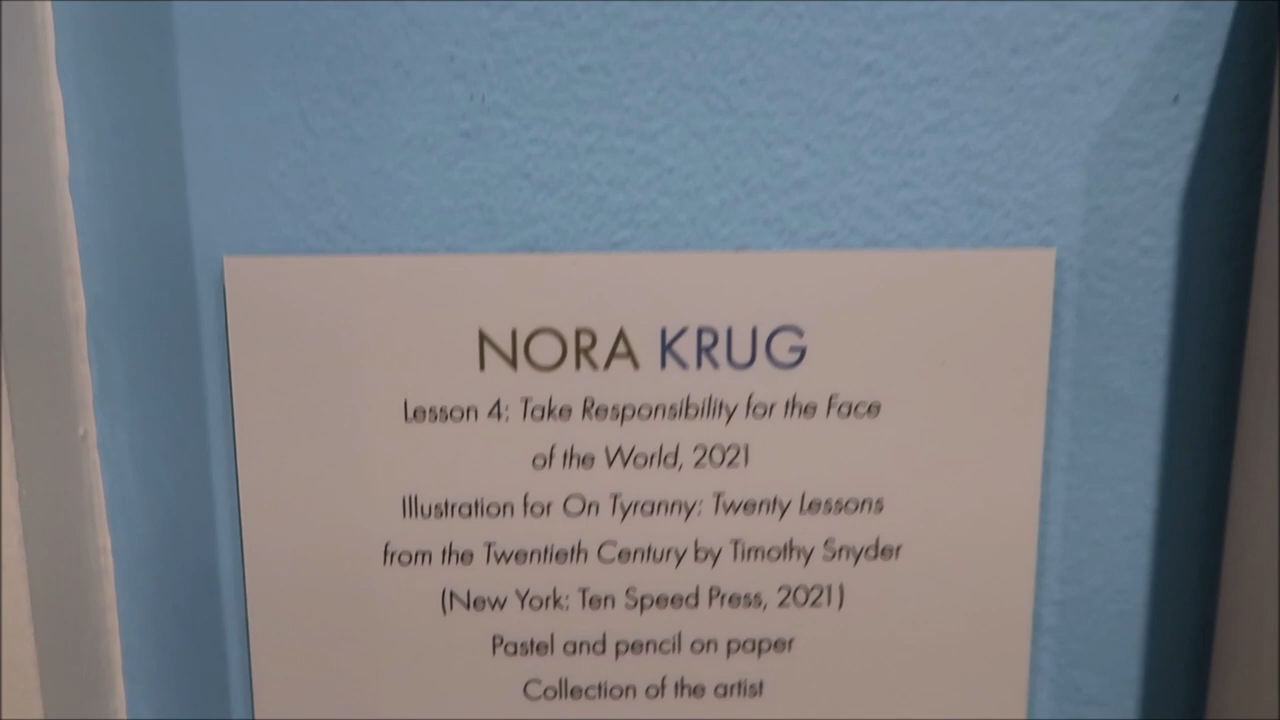 NORA KRUG
Lesson 4: Take Responsibility for the Face
of the World, 2021
Illustration for On Tyranny: Twenty Lessons
from the Twentieth Century by Timothy Snyder
(New York: Ten Speed Press, 2021)
Pastel and pencil on paper
Collection of the artist